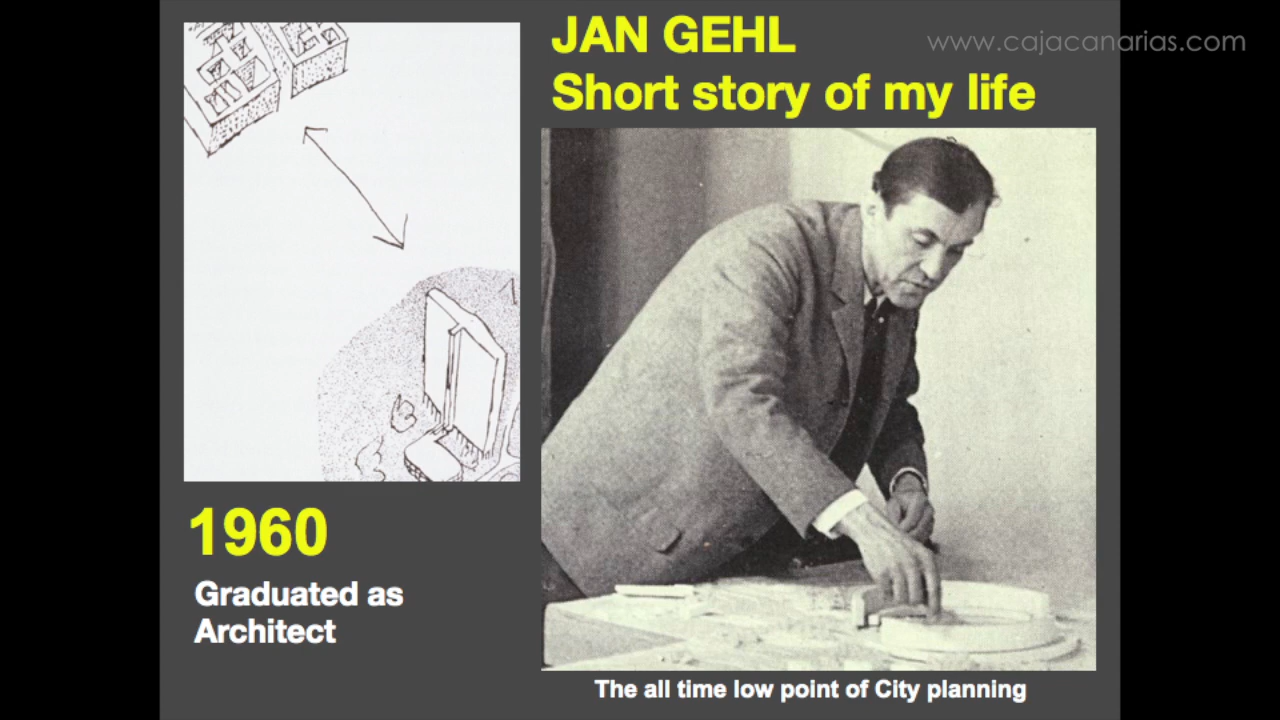 JAN GEHL
www.cajacanarias.com
Short story of my life
1960
Graduated as
Architect
The all time low point of City planning